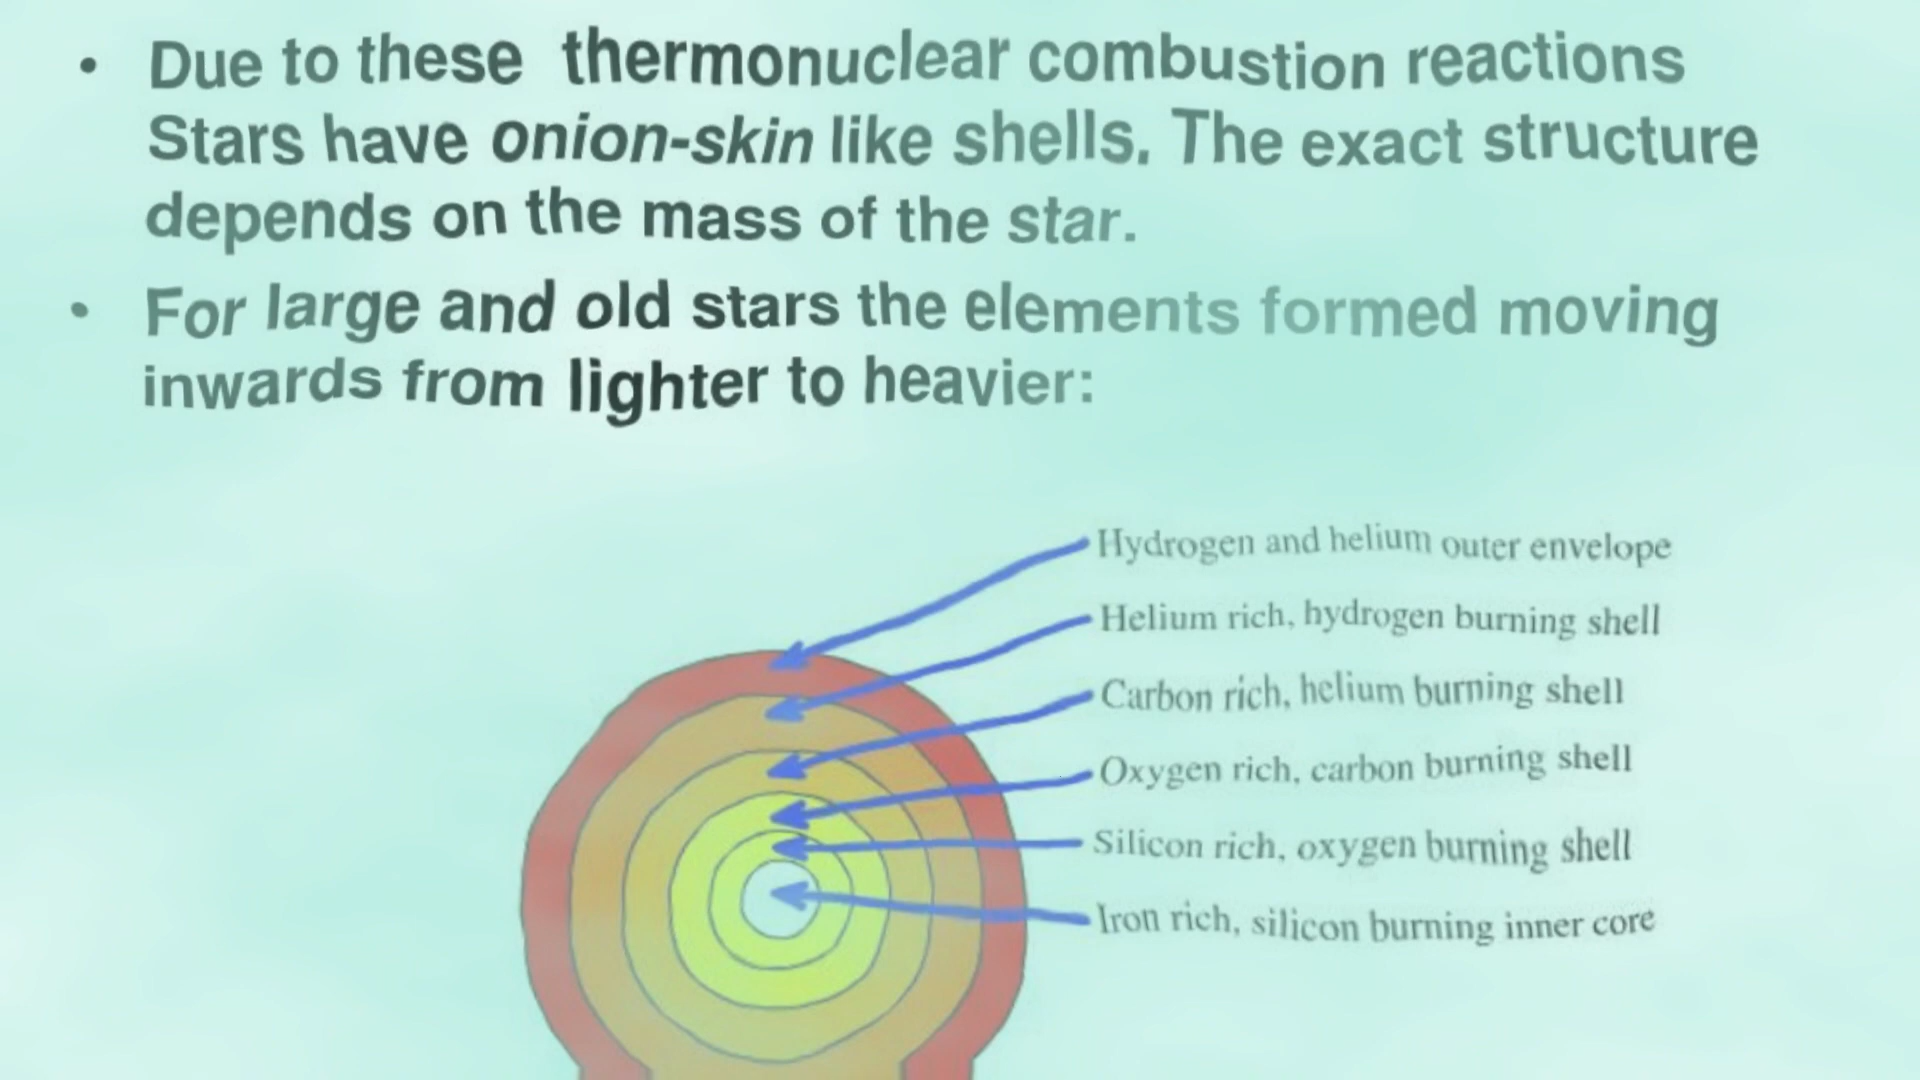 • Due to these thermonuclear combustion reactions
Stars have onion-skin like shells. The exact structure
depends on the mass of the star.
• For large and old stars the elements formed moving
inwards from lighter to heavier:
Hydrogen and helium outer envelope
Helium rich, hydrogen burning shell
Carbon rich, helium burning shell
Oxygen rich, carbon burning shell
Silicon rich, oxygen burning shell
Iron rich, silicon burning inner core